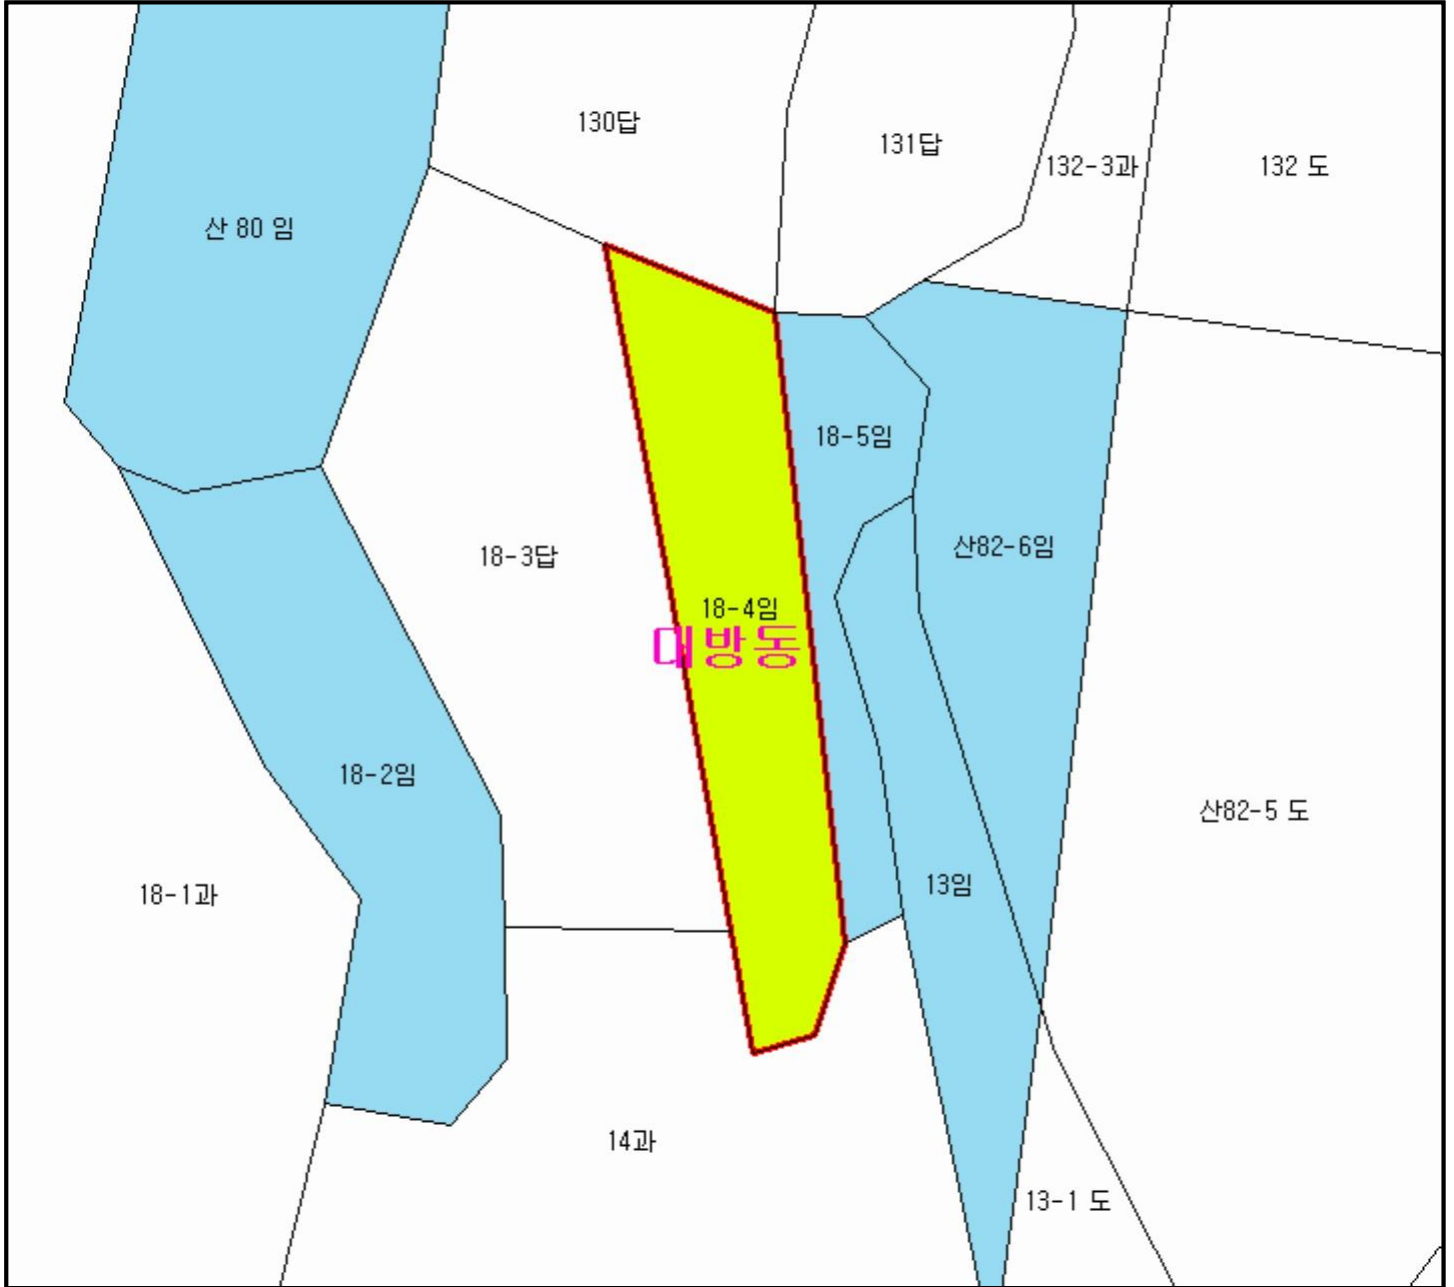 130답
131답
132-3과
132 도
산 80 임
18-5임
산82-6임
18-3답
18-4임
대방동
18-2임
산82-5 도
18-1과
13임
14과
13-1 도